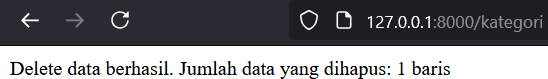 127.0.0.1:8000/kategori
Delete data berhasil. Jumlah data yang dihapus: 1 baris